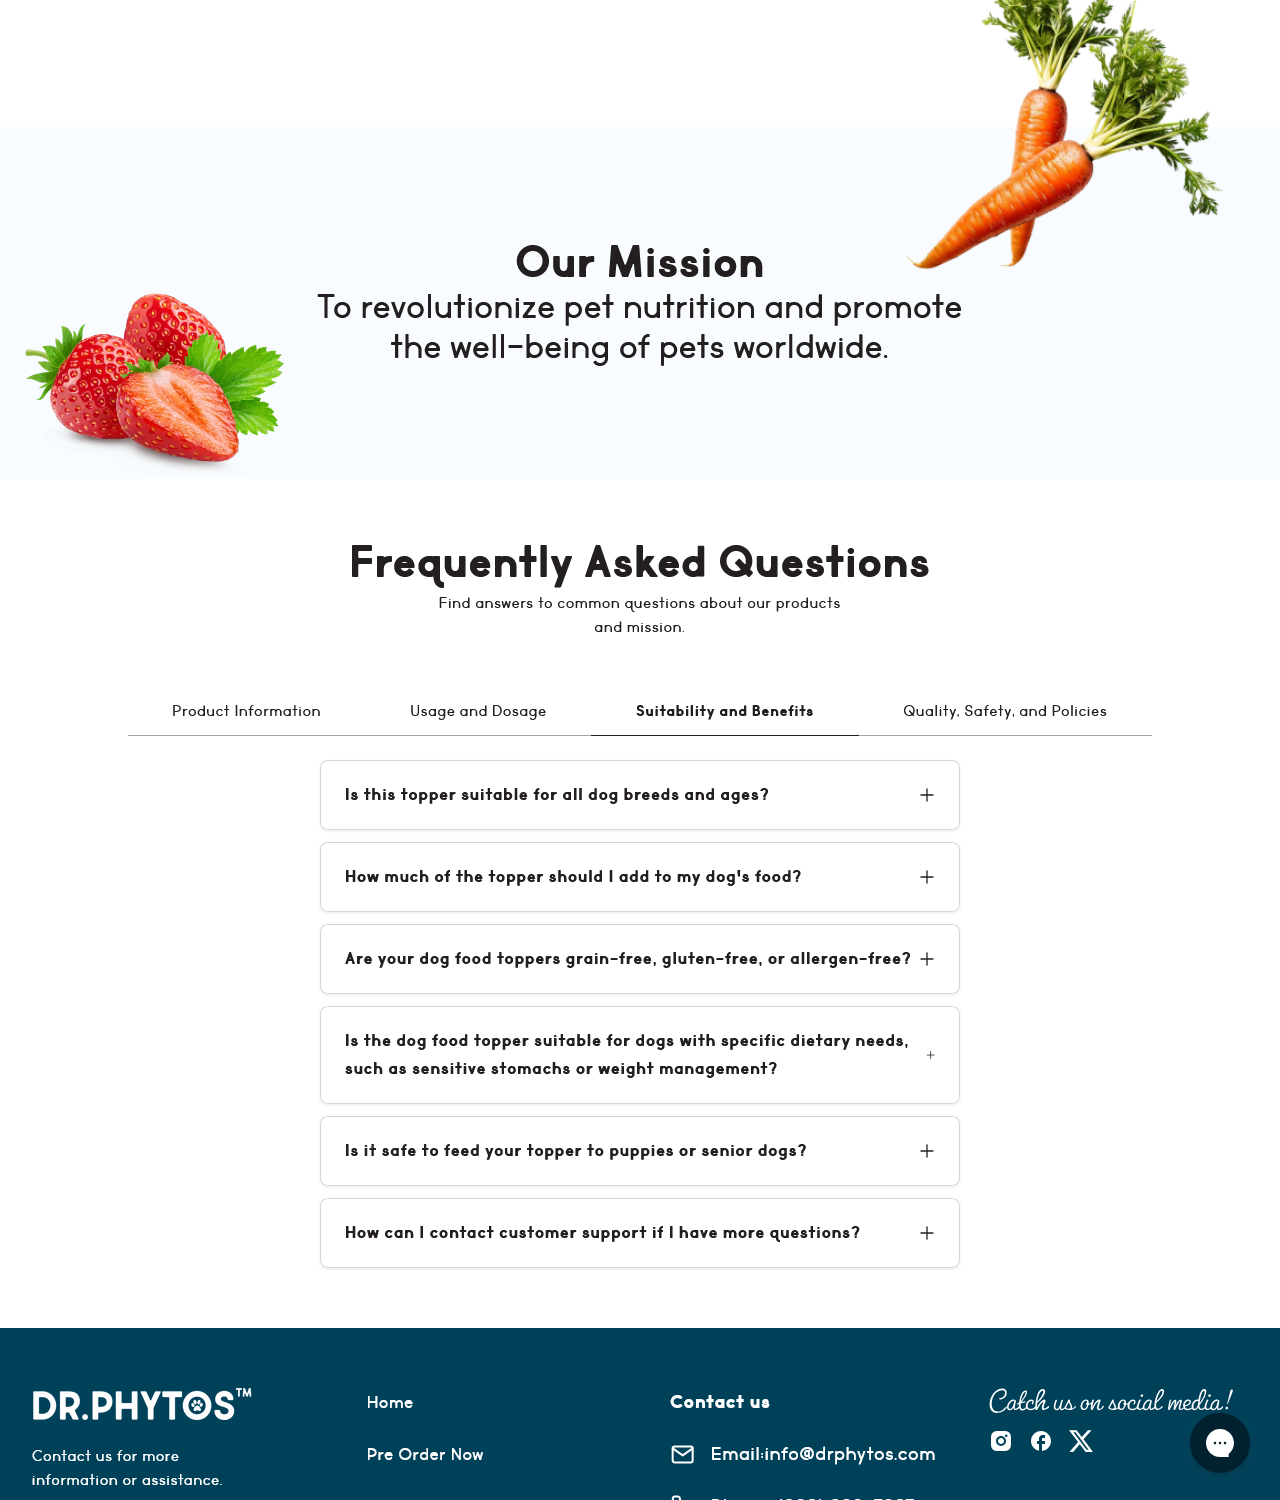 Our Mission
To revolutionize pet nutrition and promote
the well-being of pets worldwide.
Frequently Asked Questions
Find answers to common questions about our products
and mission.
Product Information
Usage and Dosage
Suitability and Benefits
Quality, Safety, and Policies
Is this topper suitable for all dog breeds and ages?
How much of the topper should I add to my dog's food?
Are your dog food toppers grain-free, gluten-free, or allergen-free?
Is the dog food topper suitable for dogs with specific dietary needs,
such as sensitive stomachs or weight management?
Is it safe to feed your topper to puppies or senior dogs?
How can I contact customer support if I have more questions?
DR.PHYTOS™
Contact us for more
information or assistance.
Home
Pre Order Now
Contact us
Email:info@drphytos.com
Catch us on social media!